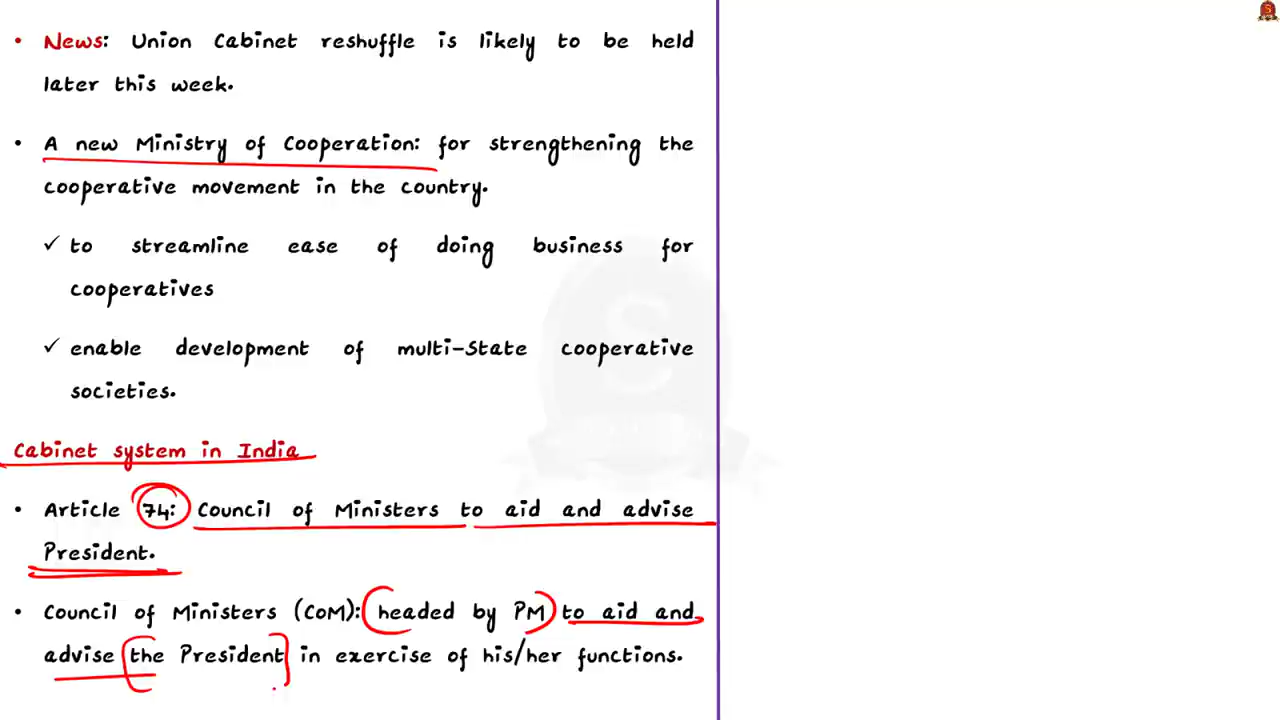 • News: Union Cabinet reshuffle is likely to be held
later this week.
• A new Ministry of Cooperation: for strengthening the
cooperative movement in the country.
✓ to streamline ease of doing business for
cooperatives
✓ enable development of multi-State cooperative
societies.
Cabinet system in India
• Article 74: Council of Ministers to aid and advise
President.
• Council of Ministers (CoM): headed by PM to aid and
advise the President in exercise of his/her functions.
S